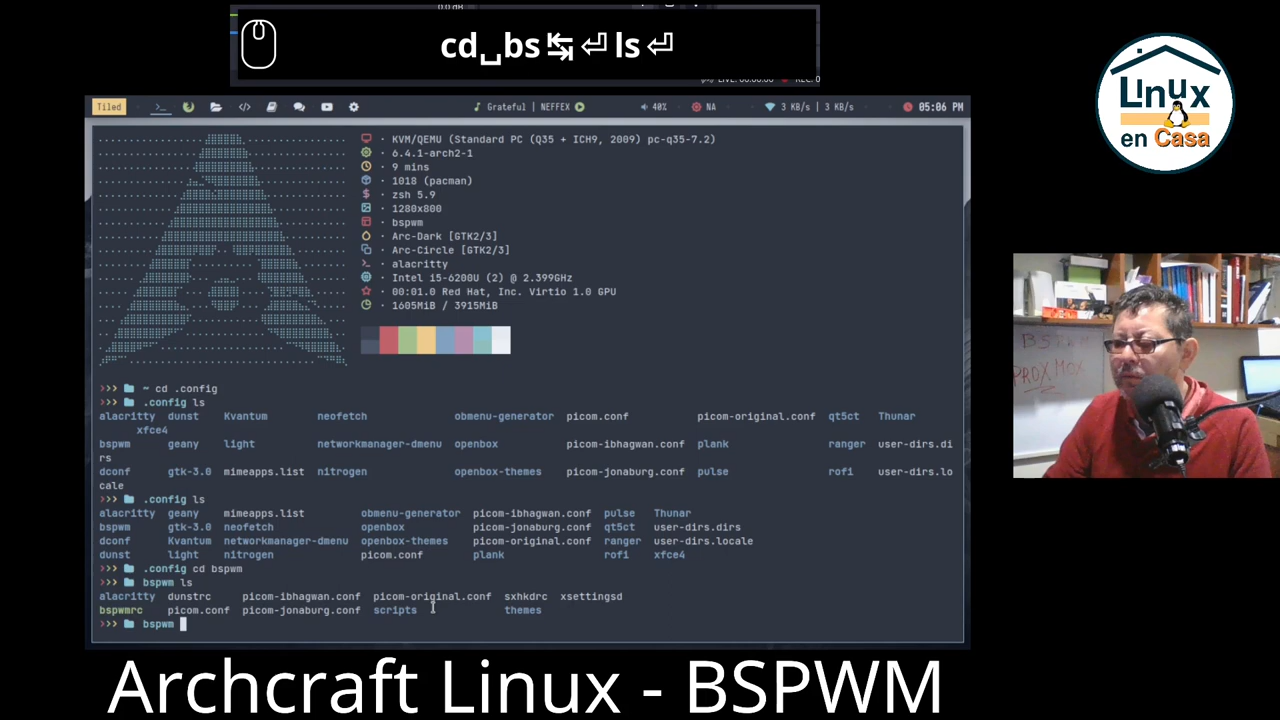 0.0 dB
cd␣bs↹⏎ls⏎
Linux
en Casa
Tiled
Grateful | NEFFEX
40%
NA
3 KB/s | 3 KB/s
05:06 PM
· KVM/QEMU (Standard PC (Q35 + ICH9, 2009) pc-q35-7.2)
· 6.4.1-arch2-1
· 9 mins
· 1018 (pacman)
· zsh 5.9
· 1280x800
· bspwm
· Arc-Dark [GTK2/3]
· Arc-Circle [GTK2/3]
· alacritty
· Intel i5-6200U (2) @ 2.399GHz
· 00:01.0 Red Hat, Inc. Virtio 1.0 GPU
· 1605MiB / 3915MiB
>>> ~ cd .config
>>> .config ls
alacritty dunst Kvantum neofetch obmenu-generator picom.conf picom-original.conf qt5ct Thunar
xfce4
bspwm geany light networkmanager-dmenu openbox picom-ibhagwan.conf plank ranger user-dirs.di
rs
dconf gtk-3.0 mimeapps.list nitrogen openbox-themes picom-jonaburg.conf pulse rofi user-dirs.lo
cale
>>> .config ls
alacritty geany mimeapps.list obmenu-generator picom-ibhagwan.conf pulse Thunar
bspwm gtk-3.0 neofetch openbox picom-jonaburg.conf qt5ct user-dirs.dirs
dconf Kvantum networkmanager-dmenu openbox-themes picom-original.conf ranger user-dirs.locale
dunst light nitrogen picom.conf plank rofi xfce4
>>> .config cd bspwm
>>> bspwm ls
alacritty dunstrc picom-ibhagwan.conf picom-original.conf sxhkdrc xsettingsd
bspwmrc picom.conf picom-jonaburg.conf scripts themes
>>> bspwm
BSPWM
PROXMOX
Archcraft Linux - BSPWM